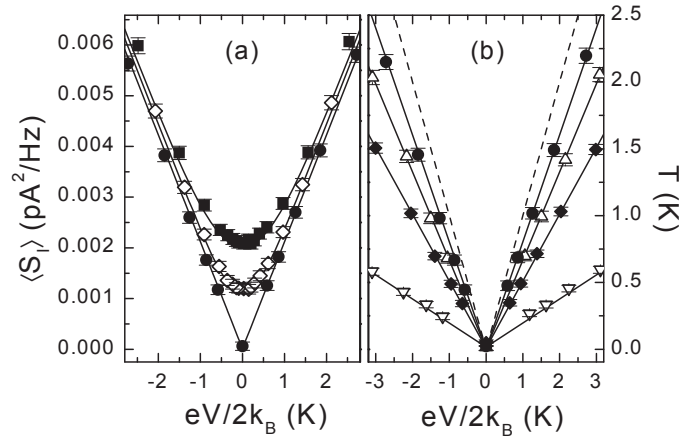 (a)
(b)
0.006
0.005
0.004
0.003
0.002
0.001
0.000
⟨S_I⟩ (pA²/Hz)
-2 -1 0 1 2
eV/2k_B (K)
2.5
2.0
1.5
1.0
0.5
0.0
T (K)
-3 -2 -1 0 1 2 3
eV/2k_B (K)